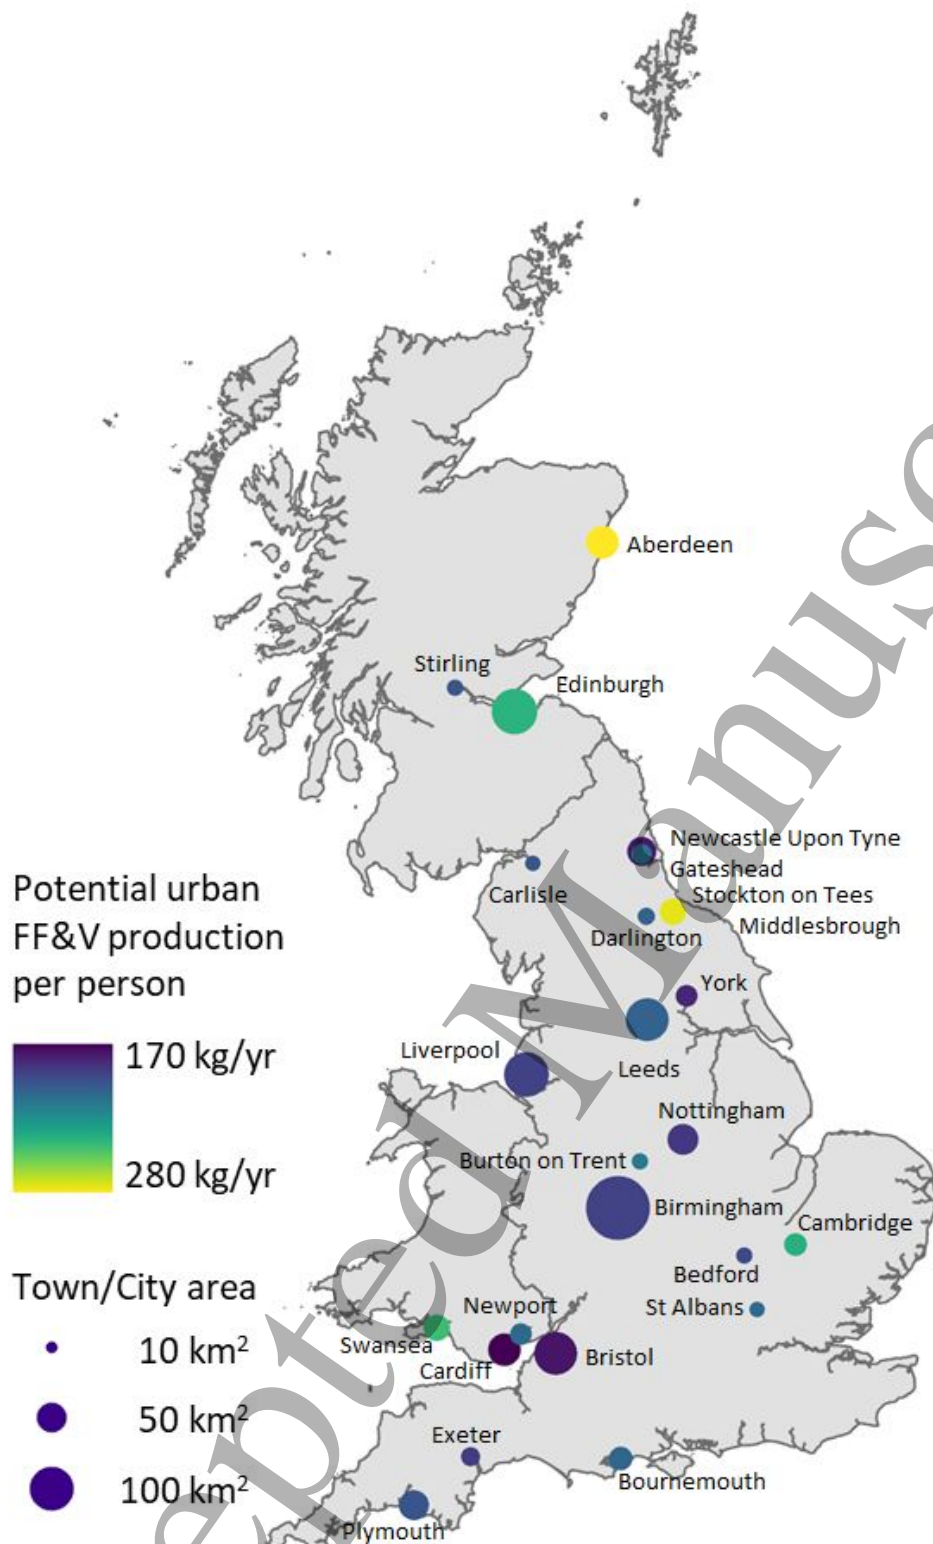 Aberdeen
Stirling
Edinburgh
Newcastle Upon Tyne
Gateshead
Carlisle
Stockton on Tees
Middlesbrough
Darlington
York
Leeds
Liverpool
Nottingham
Burton on Trent
Birmingham
Cambridge
Bedford
St Albans
Newport
Swansea
Cardiff
Bristol
Exeter
Bournemouth
Plymouth
Potential urban
FF&V production
per person
170 kg/yr
280 kg/yr
Town/City area
10 km²
50 km²
100 km²
epted Manusc